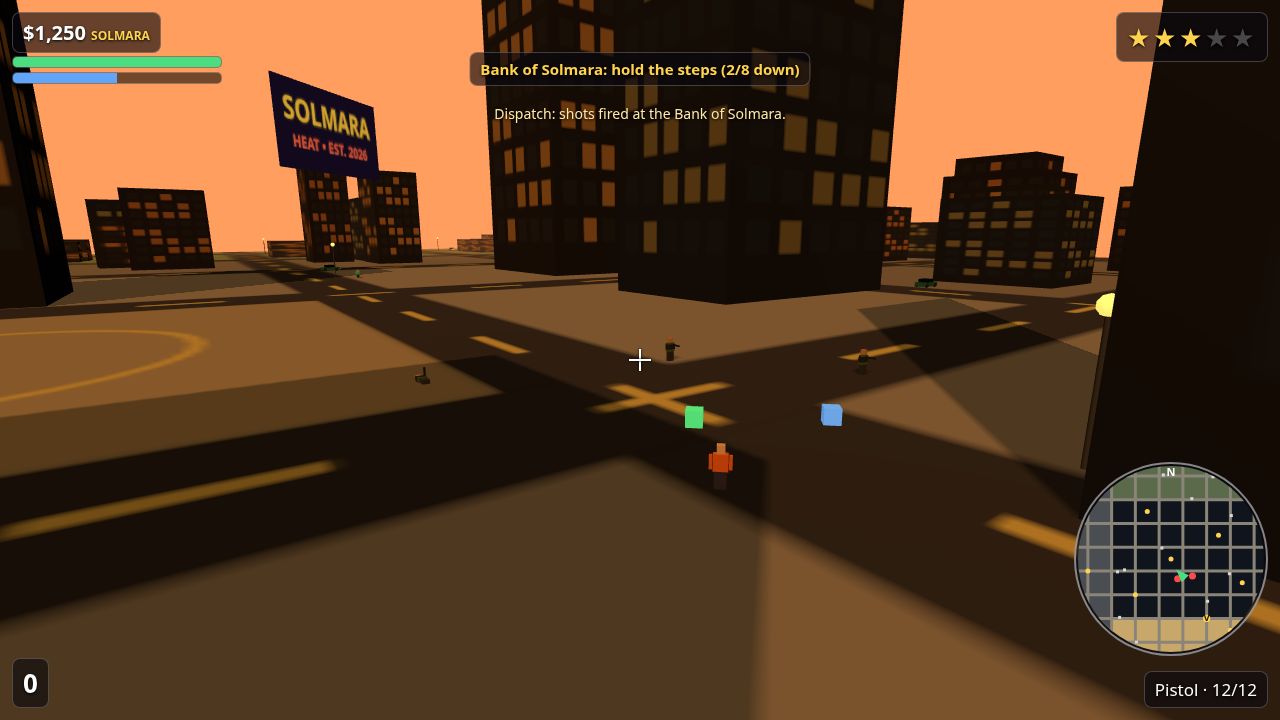 $1,250 SOLMARA
Bank of Solmara: hold the steps (2/8 down)
Dispatch: shots fired at the Bank of Solmara.
SOLMARA
HEAT • EST. 2026
N
V
0
Pistol · 12/12